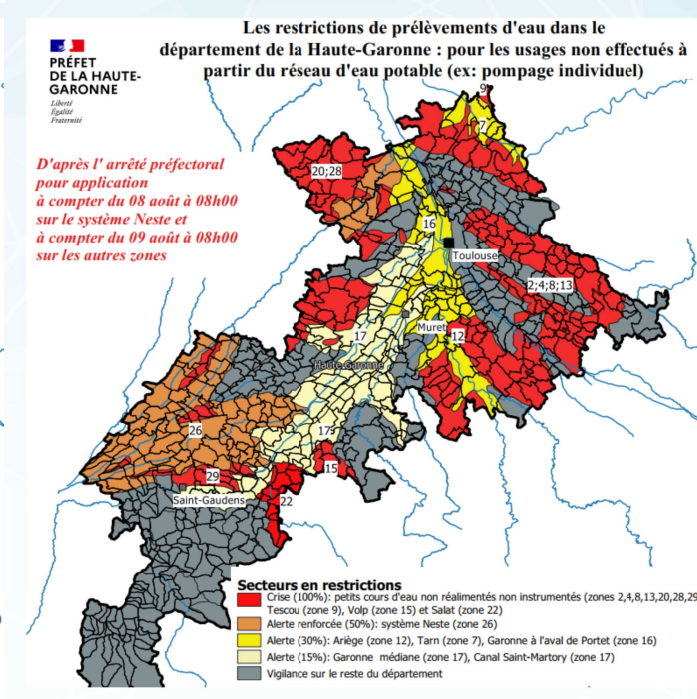 Les restrictions de prélèvements d'eau dans le
département de la Haute-Garonne : pour les usages non effectués à
partir du réseau d'eau potable (ex: pompage individuel)
PRÉFET
DE LA HAUTE-
GARONNE
Liberté
Égalité
Fraternité
D'après l' arrêté préfectoral
pour application
à compter du 08 août à 08h00
sur le système Neste et
à compter du 09 août à 08h00
sur les autres zones
9
7
20;28
16
Toulouse
2;4;8;13
Muret
12
17
Haute-Garonne
17
26
15
29
Saint-Gaudens
22
Secteurs en restrictions
Crise (100%): petits cours d'eau non réalimentés non instrumentés (zones 2,4,8,13,20,28,29
Tescou (zone 9), Volp (zone 15) et Salat (zone 22)
Alerte renforcée (50%): système Neste (zone 26)
Alerte (30%): Ariège (zone 12), Tarn (zone 7), Garonne à l'aval de Portet (zone 16)
Alerte (15%): Garonne médiane (zone 17), Canal Saint-Martory (zone 17)
Vigilance sur le reste du département